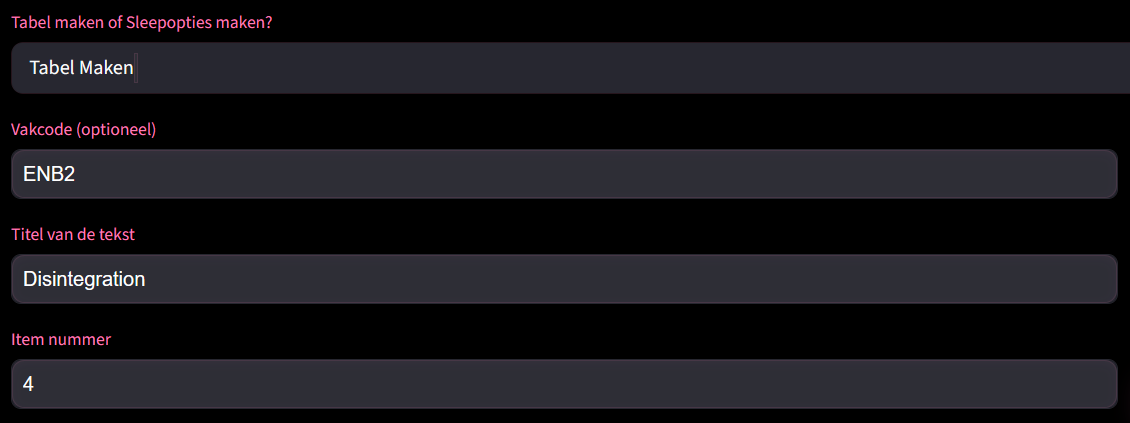 Tabel maken of Sleepopties maken?
Tabel Maken
Vakcode (optioneel)
ENB2
Titel van de tekst
Disintegration
Item nummer
4